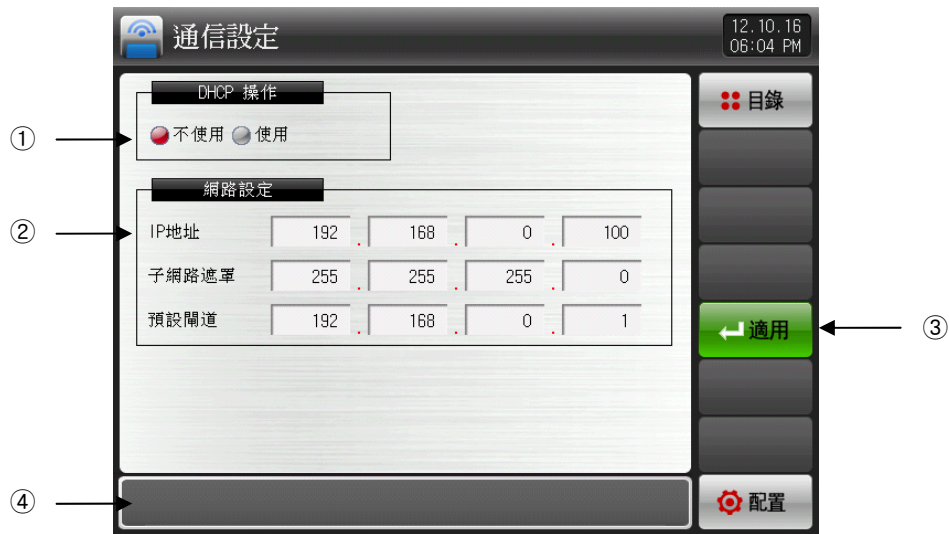 通信設定
12.10.16
06:04 PM
DHCP 操作
目錄
①
不使用 使用
網路設定
②
IP地址 192 . 168 . 0 . 100
子網路遮罩 255 . 255 . 255 . 0
預設閘道 192 . 168 . 0 . 1
適用
③
④
配置